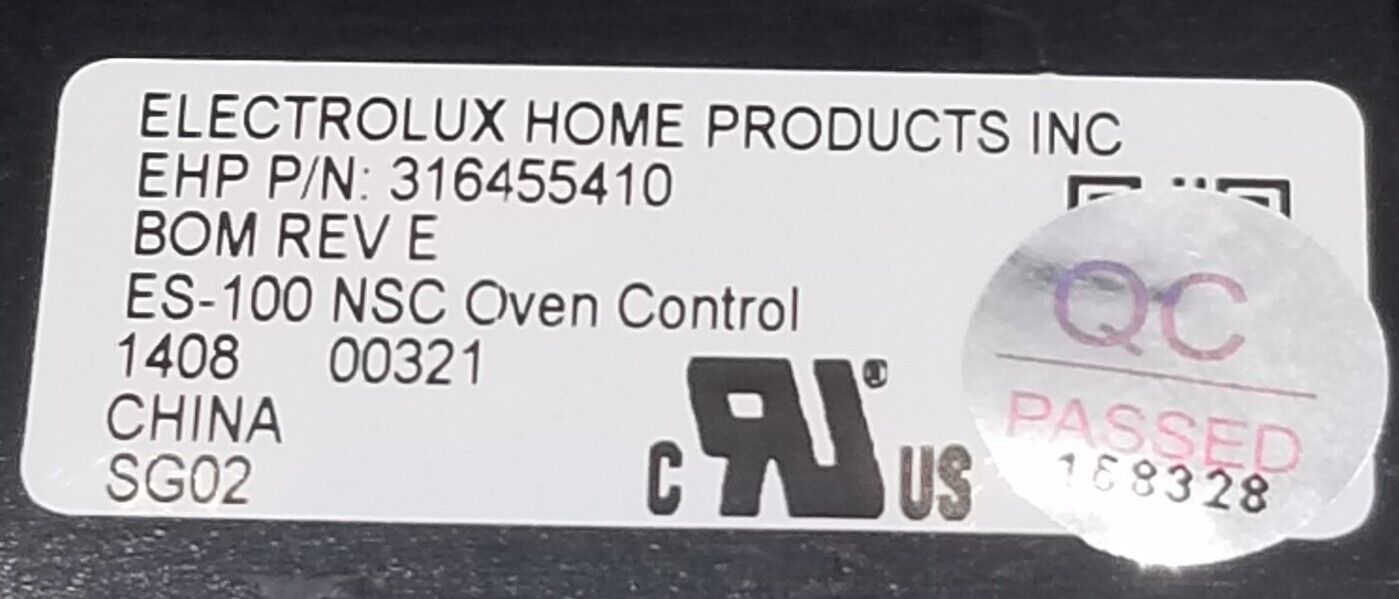 ELECTROLUX HOME PRODUCTS INC
EHP P/N: 316455410
BOM REV E
ES-100 NSC Oven Control
1408 00321
CHINA
SG02
C RU® US
QC
PASSED